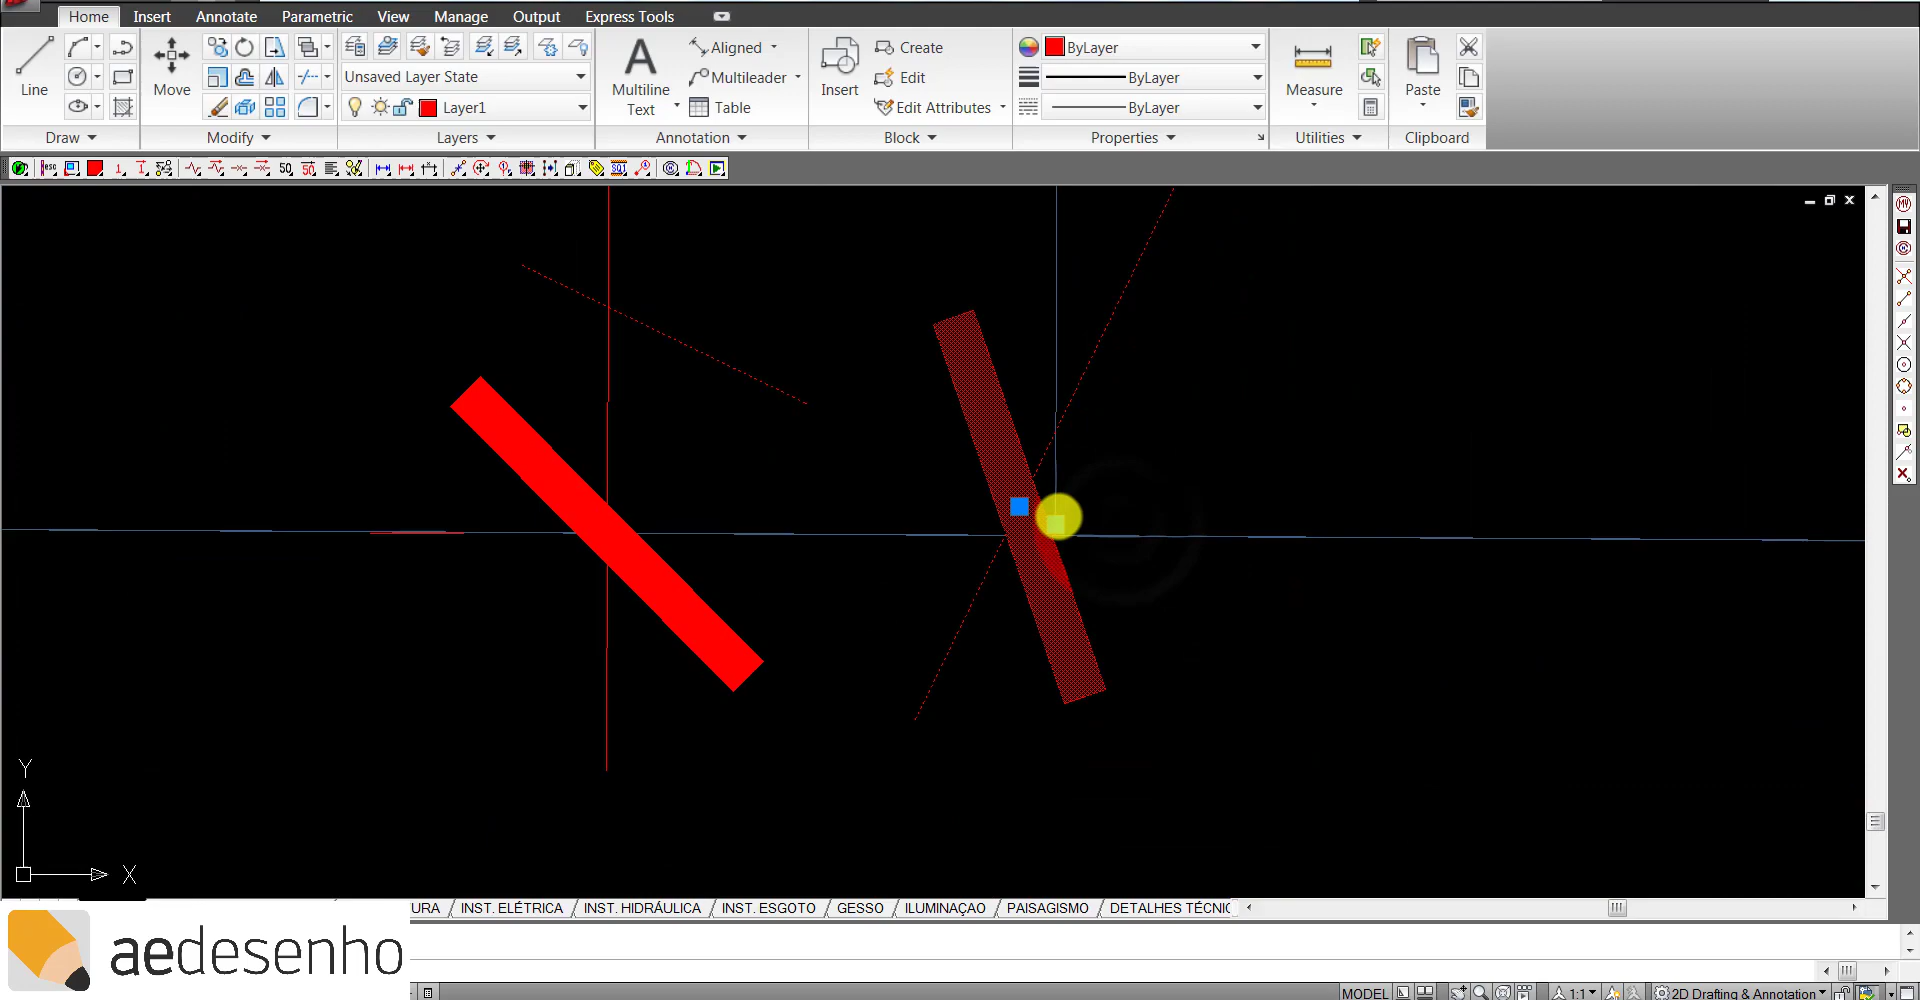 Home Insert Annotate Parametric View Manage Output Express Tools
Line Move Unsaved Layer State Layer1 Multiline Text Aligned Multileader Table Insert Create Edit Edit Attributes ByLayer ByLayer ByLayer Measure Paste
Draw Modify Layers Annotation Block Properties Utilities Clipboard
Y
X
URA INST. ELÉTRICA INST. HIDRÁULICA INST. ESGOTO GESSO ILUMINAÇAO PAISAGISMO DETALHES TÉCNIC
aedesenho
MODEL 1:1 2D Drafting & Annotation